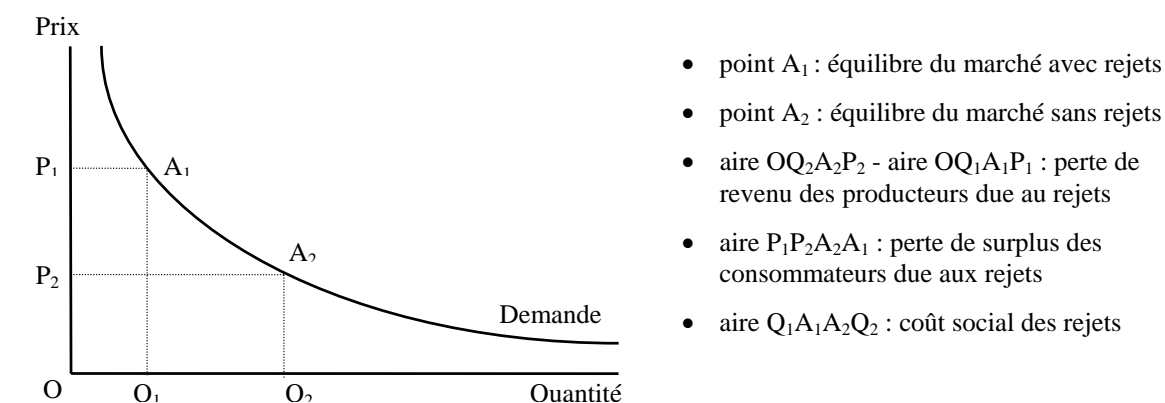 Prix
P₁
A₁
P₂
A₂
Demande
O
Q₁
Q₂
Quantité
• point A₁ : équilibre du marché avec rejets
• point A₂ : équilibre du marché sans rejets
• aire OQ₂A₂P₂ - aire OQ₁A₁P₁ : perte de
revenu des producteurs due au rejets
• aire P₁P₂A₂A₁ : perte de surplus des
consommateurs due aux rejets
• aire Q₁A₁A₂Q₂ : coût social des rejets